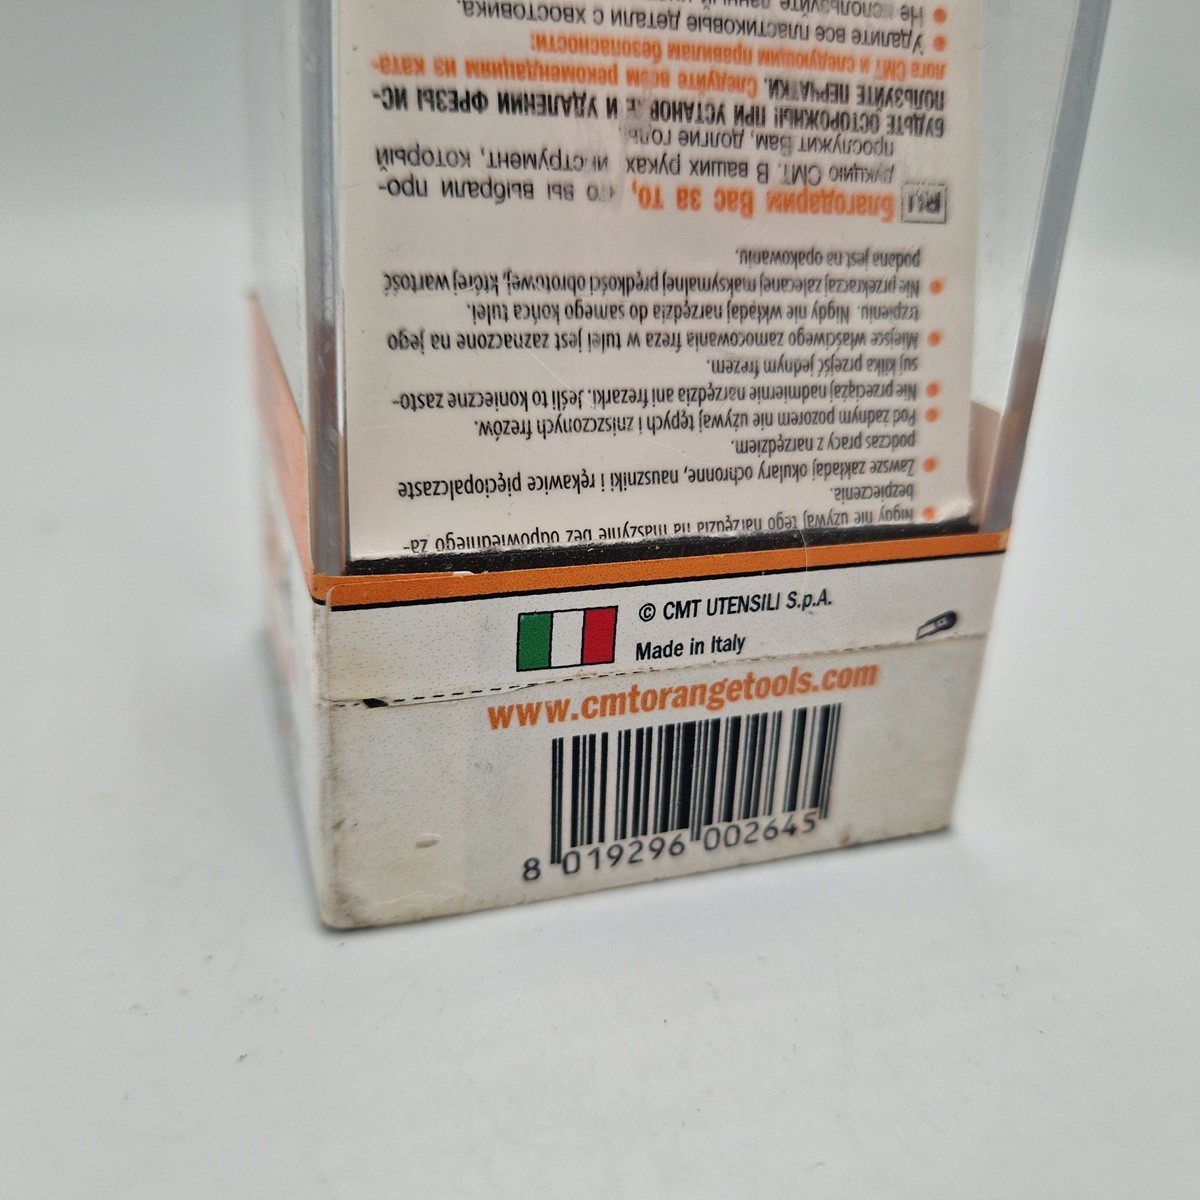 © CMT UTENSILI S.p.A.
Made in Italy
www.cmtorangetools.com
8 019296 002645
Nigdy nie używaj tego narzędzia na maszynie bez odpowiedniego za-
bezpieczenia.
Zawsze zakładaj okulary ochronne, nauszniki i rękawice pięciopalczaste
podczas pracy z narzędziem.
Pod żadnym pozorem nie używaj tępych i zniszczonych frezów.
Nie przeciążaj nadmiernie narzędzia ani frezarki. Jeśli to konieczne zasto-
suj kilka przejść jednym frezem.
Miejsce właściwego zamocowania freza w tulei jest zaznaczone na jego
trzpieniu. Nigdy nie wkładaj narzędzia do samego końca tulei.
Nie przekraczaj zalecanej maksymalnej prędkości obrotowej, której wartość
podana jest na opakowaniu.
RU Благодарим Вас за то, что вы выбрали про-
дукцию CMT. В ваших руках инструмент, который
прослужит Вам, долгие годы.
БУДЬТЕ ОСТОРОЖНЫ! ПРИ УСТАНОВКЕ И УДАЛЕНИИ ФРЕЗЫ ИС-
ПОЛЬЗУЙТЕ ПЕРЧАТКИ. Следуйте всем рекомендациям из ката-
лога CMT и следующим правилам безопасности:
Удалите все пластиковые детали с хвостовика.
Не используйте данный